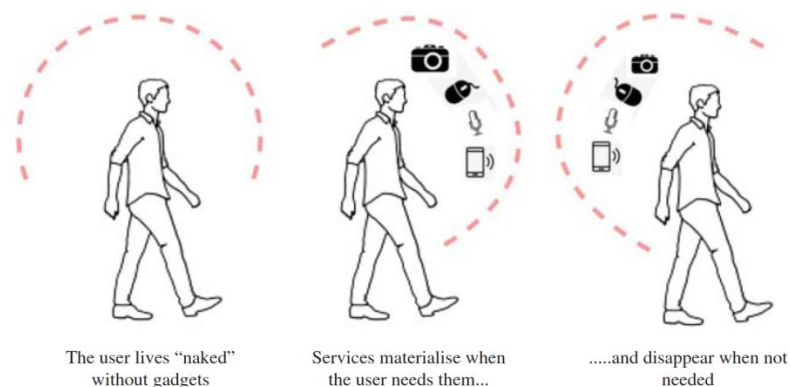 The user lives “naked”
without gadgets
Services materialise when
the user needs them...
.....and disappear when not
needed